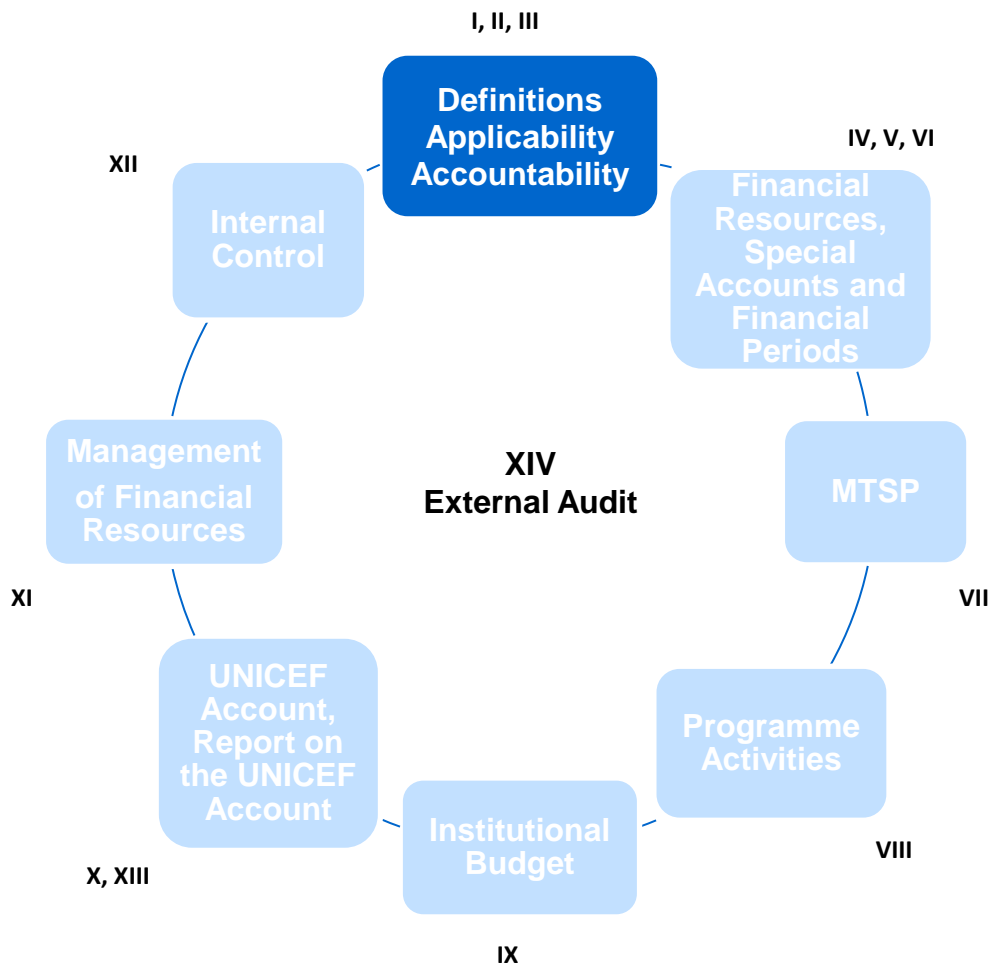 I, II, III
Definitions
Applicability
Accountability
IV, V, VI
Financial
Resources,
Special
Accounts and
Financial
Periods
MTSP
VII
Programme
Activities
VIII
Institutional
Budget
IX
UNICEF
Account,
Report on
the UNICEF
Account
X, XIII
Management
of Financial
Resources
XI
Internal
Control
XII
XIV
External Audit